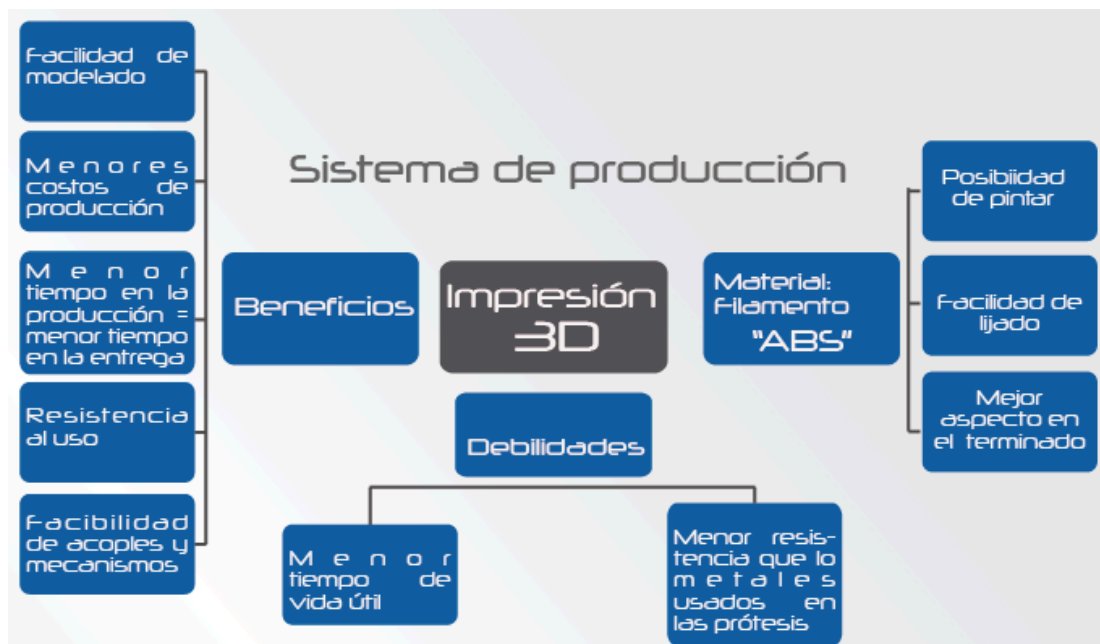 Sistema de producción
Facilidad de
modelado
Menores
costos de
producción
Menor
tiempo en la
producción =
menor tiempo
en la entrega
Resistencia
al uso
Facibilidad
de acoples y
mecanismos
Beneficios
Impresión
3D
Material:
Filamento
"ABS"
Posibiidad
de pintar
Facilidad de
lijado
Mejor
aspecto en
el terminado
Debilidades
Menor
tiempo de
vida útil
Menor resis-
tencia que lo
metales
usados en
las prótesis